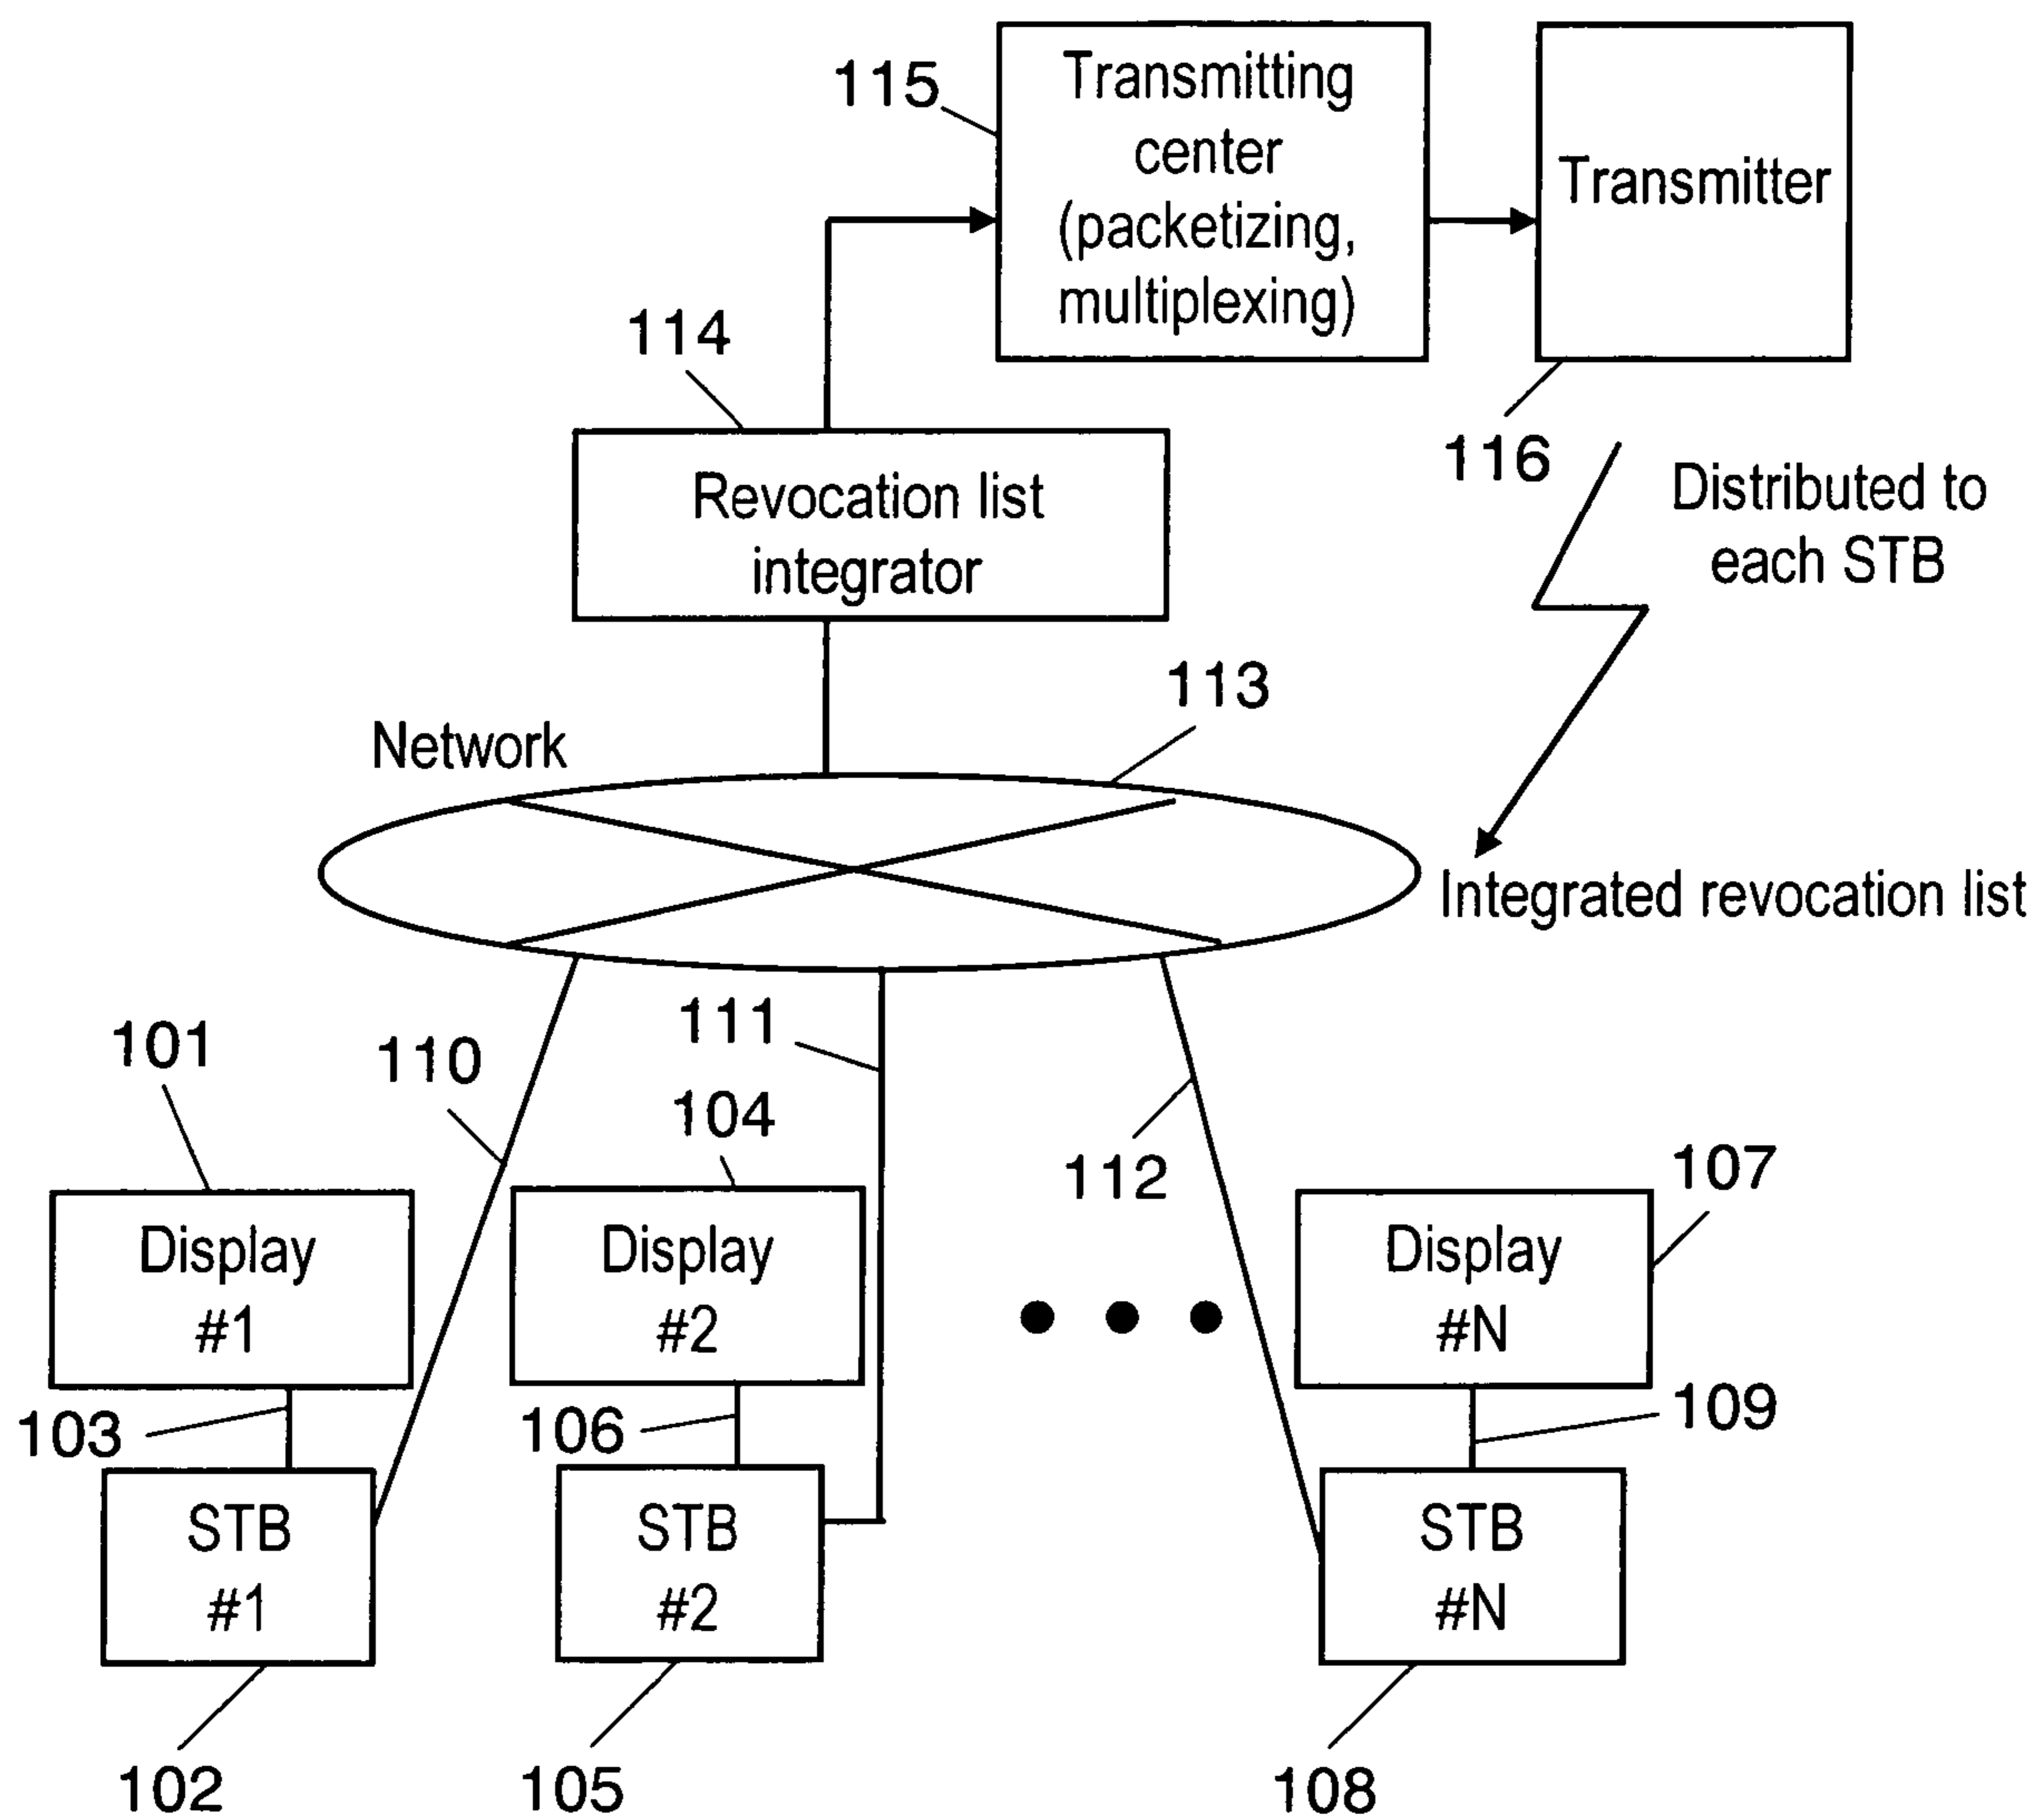 115
Transmitting
center
(packetizing,
multiplexing)
Transmitter
114
116
Revocation list
integrator
Distributed to
each STB
113
Network
Integrated revocation list
101
110
111
104
112
107
Display
#1
Display
#2
Display
#N
103
106
109
STB
#1
STB
#2
STB
#N
102
105
108